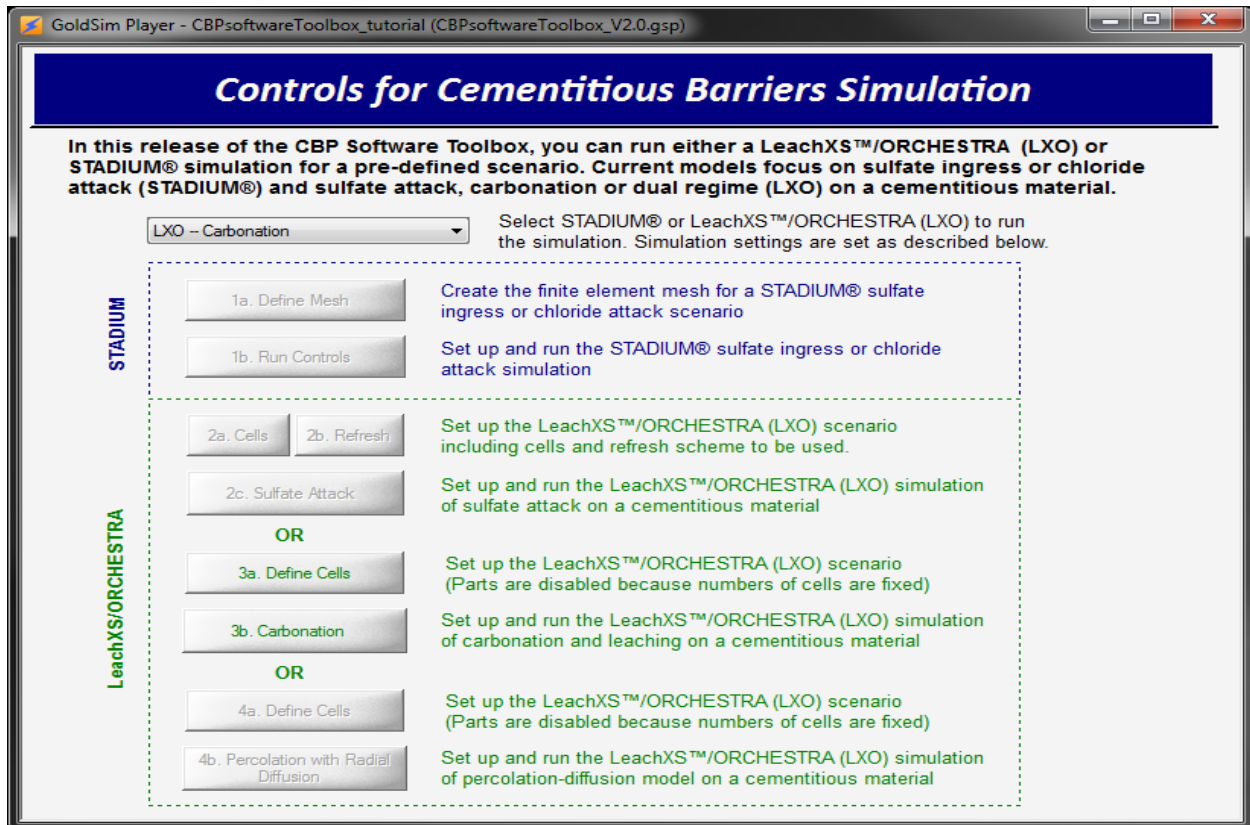 GoldSim Player - CBPsoftwareToolbox_tutorial (CBPsoftwareToolbox_V2.0.gsp)
Controls for Cementitious Barriers Simulation
In this release of the CBP Software Toolbox, you can run either a LeachXS™/ORCHESTRA (LXO) or
STADIUM® simulation for a pre-defined scenario. Current models focus on sulfate ingress or chloride
attack (STADIUM®) and sulfate attack, carbonation or dual regime (LXO) on a cementitious material.
LXO -- Carbonation
Select STADIUM® or LeachXS™/ORCHESTRA (LXO) to run
the simulation. Simulation settings are set as described below.
STADIUM
1a. Define Mesh
Create the finite element mesh for a STADIUM® sulfate
ingress or chloride attack scenario
1b. Run Controls
Set up and run the STADIUM® sulfate ingress or chloride
attack simulation
LeachXS/ORCHESTRA
2a. Cells
2b. Refresh
Set up the LeachXS™/ORCHESTRA (LXO) scenario
including cells and refresh scheme to be used.
2c. Sulfate Attack
Set up and run the LeachXS™/ORCHESTRA (LXO) simulation
of sulfate attack on a cementitious material
OR
3a. Define Cells
Set up the LeachXS™/ORCHESTRA (LXO) scenario
(Parts are disabled because numbers of cells are fixed)
3b. Carbonation
Set up and run the LeachXS™/ORCHESTRA (LXO) simulation
of carbonation and leaching on a cementitious material
OR
4a. Define Cells
Set up the LeachXS™/ORCHESTRA (LXO) scenario
(Parts are disabled because numbers of cells are fixed)
4b. Percolation with Radial
Diffusion
Set up and run the LeachXS™/ORCHESTRA (LXO) simulation
of percolation-diffusion model on a cementitious material